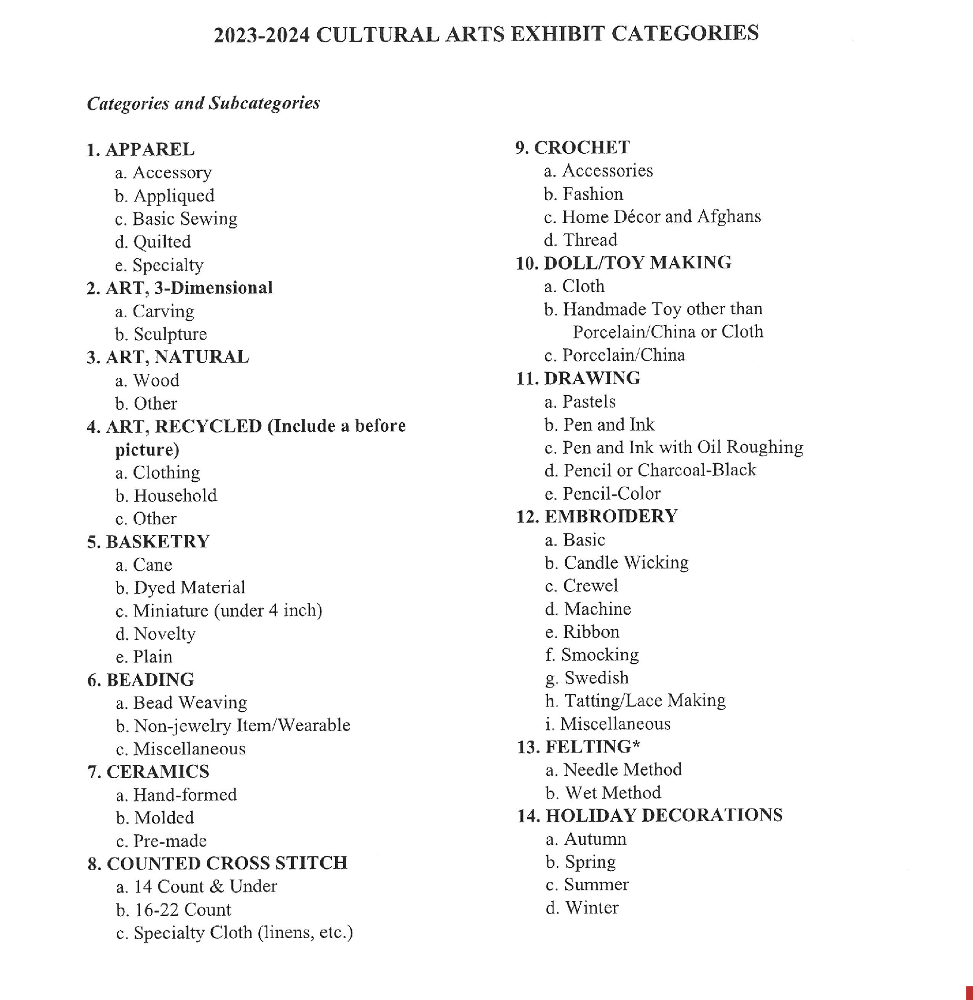 2023-2024 CULTURAL ARTS EXHIBIT CATEGORIES
Categories and Subcategories
1. APPAREL
a. Accessory
b. Appliqued
c. Basic Sewing
d. Quilted
e. Specialty
2. ART, 3-Dimensional
a. Carving
b. Sculpture
3. ART, NATURAL
a. Wood
b. Other
4. ART, RECYCLED (Include a before
picture)
a. Clothing
b. Household
c. Other
5. BASKETRY
a. Cane
b. Dyed Material
c. Miniature (under 4 inch)
d. Novelty
e. Plain
6. BEADING
a. Bead Weaving
b. Non-jewelry Item/Wearable
c. Miscellaneous
7. CERAMICS
a. Hand-formed
b. Molded
c. Pre-made
8. COUNTED CROSS STITCH
a. 14 Count & Under
b. 16-22 Count
c. Specialty Cloth (linens, etc.)
9. CROCHET
a. Accessories
b. Fashion
c. Home Décor and Afghans
d. Thread
10. DOLL/TOY MAKING
a. Cloth
b. Handmade Toy other than
Porcelain/China or Cloth
c. Porcelain/China
11. DRAWING
a. Pastels
b. Pen and Ink
c. Pen and Ink with Oil Roughing
d. Pencil or Charcoal-Black
e. Pencil-Color
12. EMBROIDERY
a. Basic
b. Candle Wicking
c. Crewel
d. Machine
e. Ribbon
f. Smocking
g. Swedish
h. Tatting/Lace Making
i. Miscellaneous
13. FELTING*
a. Needle Method
b. Wet Method
14. HOLIDAY DECORATIONS
a. Autumn
b. Spring
c. Summer
d. Winter